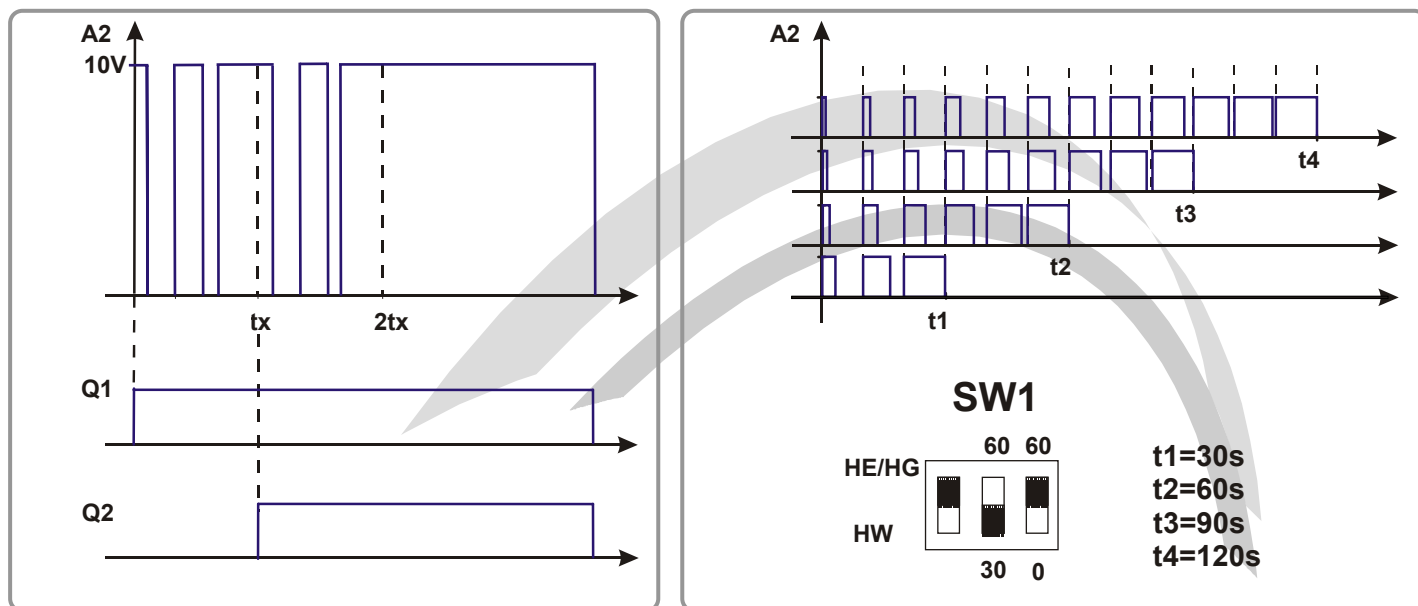 A2
10V
tx
2tx
Q1
Q2
A2
t4
t3
t2
t1
SW1
60 60
HE/HG
HW
30 0
t1=30s
t2=60s
t3=90s
t4=120s